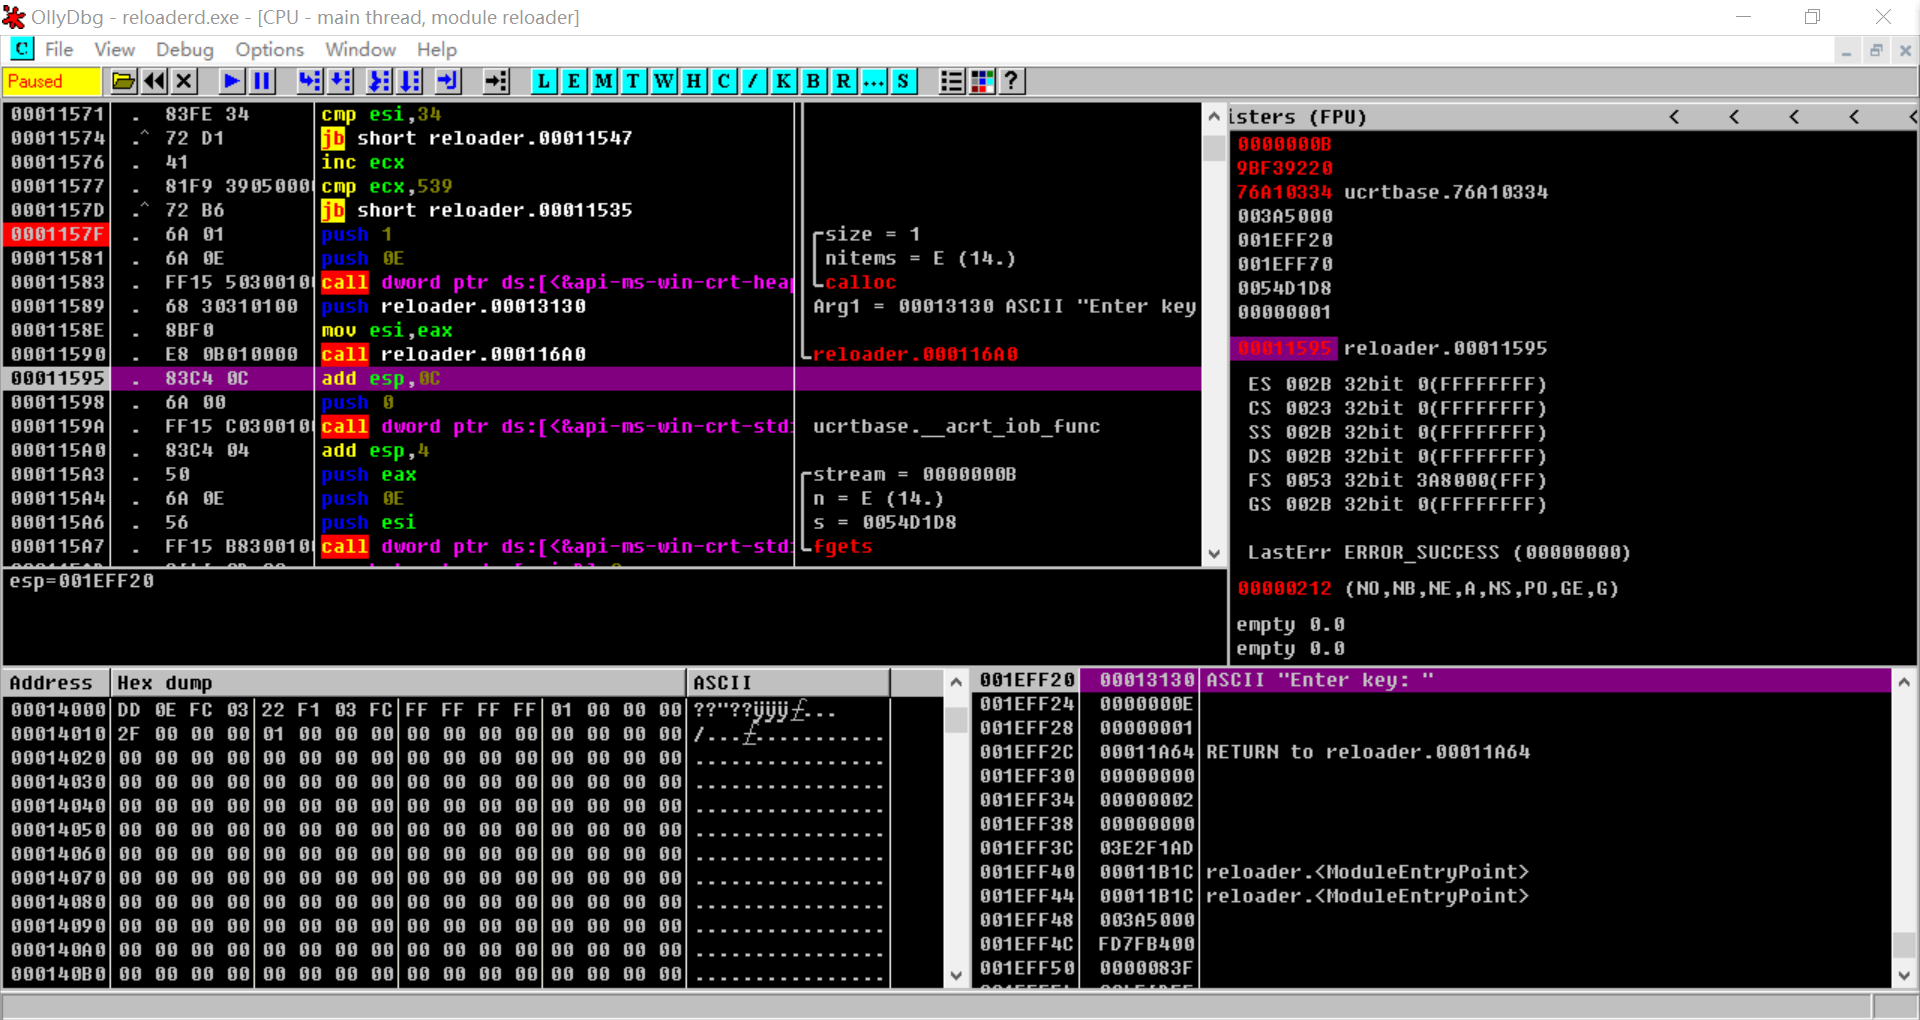 OllyDbg - reloaderd.exe - [CPU - main thread, module reloader]
C File View Debug Options Window Help
Paused L E M T W H C / K B R ... S ?
00011571 . 83FE 34 cmp esi,34
00011574 .^ 72 D1 jb short reloader.00011547
00011576 . 41 inc ecx
00011577 . 81F9 39050000 cmp ecx,539
0001157D .^ 72 B6 jb short reloader.00011535
0001157F . 6A 01 push 1 size = 1
00011581 . 6A 0E push 0E nitems = E (14.)
00011583 . FF15 50300100 call dword ptr ds:[<&api-ms-win-crt-heap calloc
00011589 . 68 30310100 push reloader.00013130 Arg1 = 00013130 ASCII "Enter key
0001158E . 8BF0 mov esi,eax
00011590 . E8 0B010000 call reloader.000116A0 reloader.000116A0
00011595 . 83C4 0C add esp,0C
00011598 . 6A 00 push 0
0001159A . FF15 C0300100 call dword ptr ds:[<&api-ms-win-crt-stdi ucrtbase.__acrt_iob_func
000115A0 . 83C4 04 add esp,4
000115A3 . 50 push eax stream = 0000000B
000115A4 . 6A 0E push 0E n = E (14.)
000115A6 . 56 push esi s = 0054D1D8
000115A7 . FF15 B8300100 call dword ptr ds:[<&api-ms-win-crt-stdi fgets
esp=001EFF20
isters (FPU) < < < < <
0000000B
9BF39220
76A10334 ucrtbase.76A10334
003A5000
001EFF20
001EFF70
0054D1D8
00000001
00011595 reloader.00011595
ES 002B 32bit 0(FFFFFFFF)
CS 0023 32bit 0(FFFFFFFF)
SS 002B 32bit 0(FFFFFFFF)
DS 002B 32bit 0(FFFFFFFF)
FS 0053 32bit 3A8000(FFF)
GS 002B 32bit 0(FFFFFFFF)
LastErr ERROR_SUCCESS (00000000)
00000212 (NO,NB,NE,A,NS,PO,GE,G)
empty 0.0
empty 0.0
Address Hex dump ASCII
00014000 DD 0E FC 03 22 F1 03 FC FF FF FF FF 01 00 00 00 ??"??ÿÿÿÿ...
00014010 2F 00 00 00 01 00 00 00 00 00 00 00 00 00 00 00 /..............
00014020 00 00 00 00 00 00 00 00 00 00 00 00 00 00 00 00 ................
00014030 00 00 00 00 00 00 00 00 00 00 00 00 00 00 00 00 ................
00014040 00 00 00 00 00 00 00 00 00 00 00 00 00 00 00 00 ................
00014050 00 00 00 00 00 00 00 00 00 00 00 00 00 00 00 00 ................
00014060 00 00 00 00 00 00 00 00 00 00 00 00 00 00 00 00 ................
00014070 00 00 00 00 00 00 00 00 00 00 00 00 00 00 00 00 ................
00014080 00 00 00 00 00 00 00 00 00 00 00 00 00 00 00 00 ................
00014090 00 00 00 00 00 00 00 00 00 00 00 00 00 00 00 00 ................
000140A0 00 00 00 00 00 00 00 00 00 00 00 00 00 00 00 00 ................
000140B0 00 00 00 00 00 00 00 00 00 00 00 00 00 00 00 00 ................
001EFF20 00013130 ASCII "Enter key: "
001EFF24 0000000E
001EFF28 00000001
001EFF2C 00011A64 RETURN to reloader.00011A64
001EFF30 00000000
001EFF34 00000002
001EFF38 00000000
001EFF3C 03E2F1AD
001EFF40 00011B1C reloader.<ModuleEntryPoint>
001EFF44 00011B1C reloader.<ModuleEntryPoint>
001EFF48 003A5000
001EFF4C FD7FB400
001EFF50 0000083F